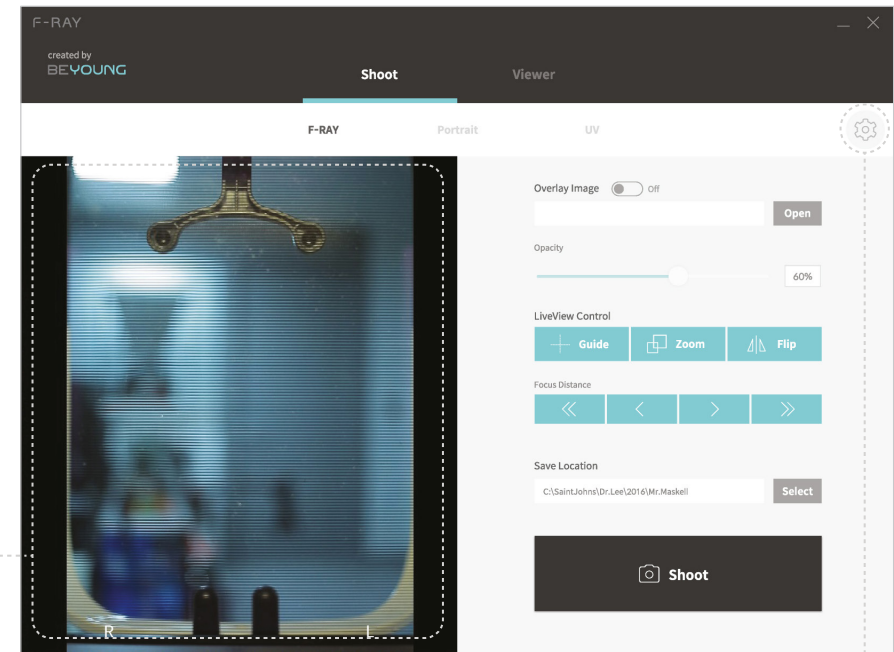 F-RAY
created by
BEYOUNG
Shoot Viewer
F-RAY Portrait UV
Overlay Image Off
Open
Opacity
60%
LiveView Control
Guide Zoom Flip
Focus Distance
Save Location
C:\SaintJohns\Dr.Lee\2016\Mr.Maskell Select
Shoot
R L